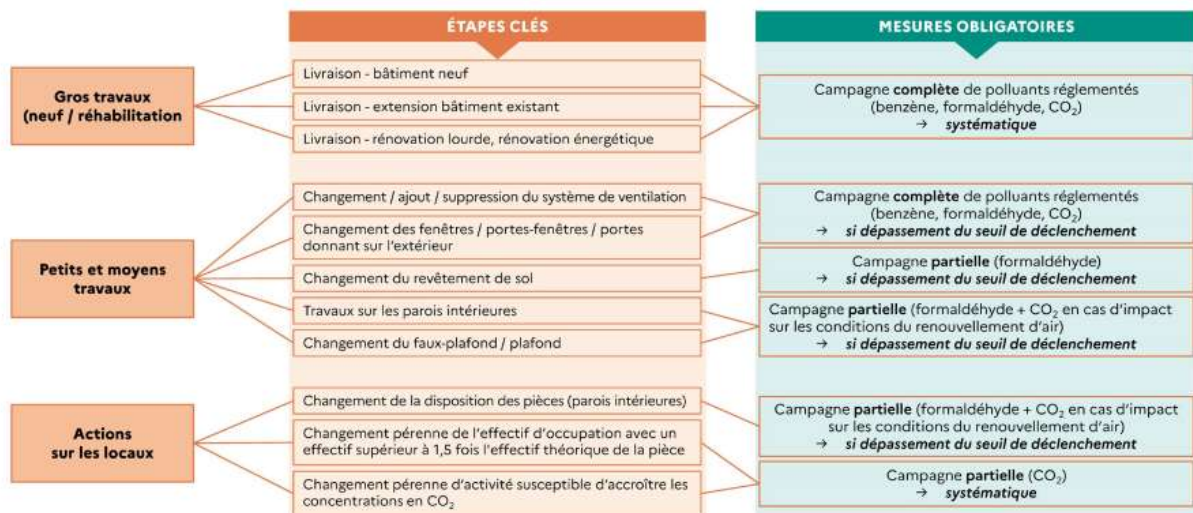 ÉTAPES CLÉS
MESURES OBLIGATOIRES
Gros travaux
(neuf / réhabilitation
Livraison - bâtiment neuf
Livraison - extension bâtiment existant
Livraison - rénovation lourde, rénovation énergétique
Campagne complète de polluants réglementés
(benzène, formaldéhyde, CO₂)
→ systématique
Petits et moyens
travaux
Changement / ajout / suppression du système de ventilation
Changement des fenêtres / portes-fenêtres / portes
donnant sur l'extérieur
Changement du revêtement de sol
Travaux sur les parois intérieures
Changement du faux-plafond / plafond
Campagne complète de polluants réglementés
(benzène, formaldéhyde, CO₂)
→ si dépassement du seuil de déclenchement
Campagne partielle (formaldéhyde)
→ si dépassement du seuil de déclenchement
Campagne partielle (formaldéhyde + CO₂ en cas d'impact
sur les conditions du renouvellement d'air)
→ si dépassement du seuil de déclenchement
Actions
sur les locaux
Changement de la disposition des pièces (parois intérieures)
Changement pérenne de l'effectif d'occupation avec un
effectif supérieur à 1,5 fois l'effectif théorique de la pièce
Changement pérenne d'activité susceptible d'accroître les
concentrations en CO₂
Campagne partielle (formaldéhyde + CO₂ en cas d'impact
sur les conditions du renouvellement d'air)
→ si dépassement du seuil de déclenchement
Campagne partielle (CO₂)
→ systématique